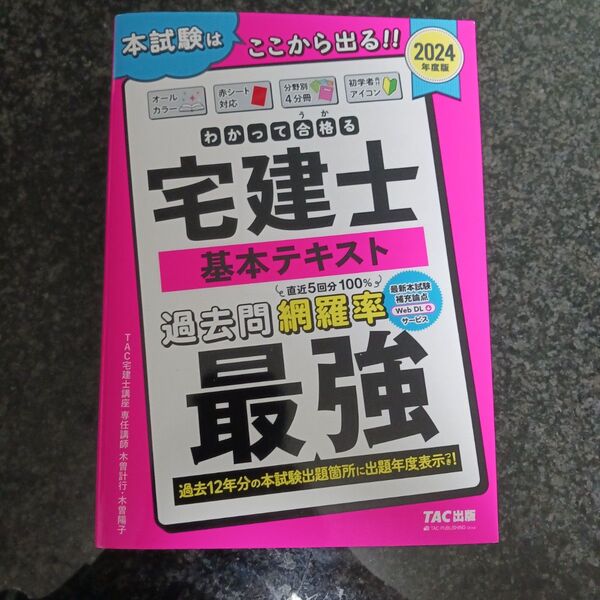 本試験は
ここから出る!!
2024
年度版
オール
カラー
赤シート
対応
分野別
4分冊
初学者向け
アイコン
うか
わかって合格る
宅建士
基本テキスト
直近5回分100%
過去問網羅率
最新本試験
補充論点
Web DL
サービス
最強
過去12年分の本試験出題箇所に出題年度表示つき!
TAC宅建士講座 専任講師 木曽計行・木曽陽子
TAC出版
TAC PUBLISHING Group